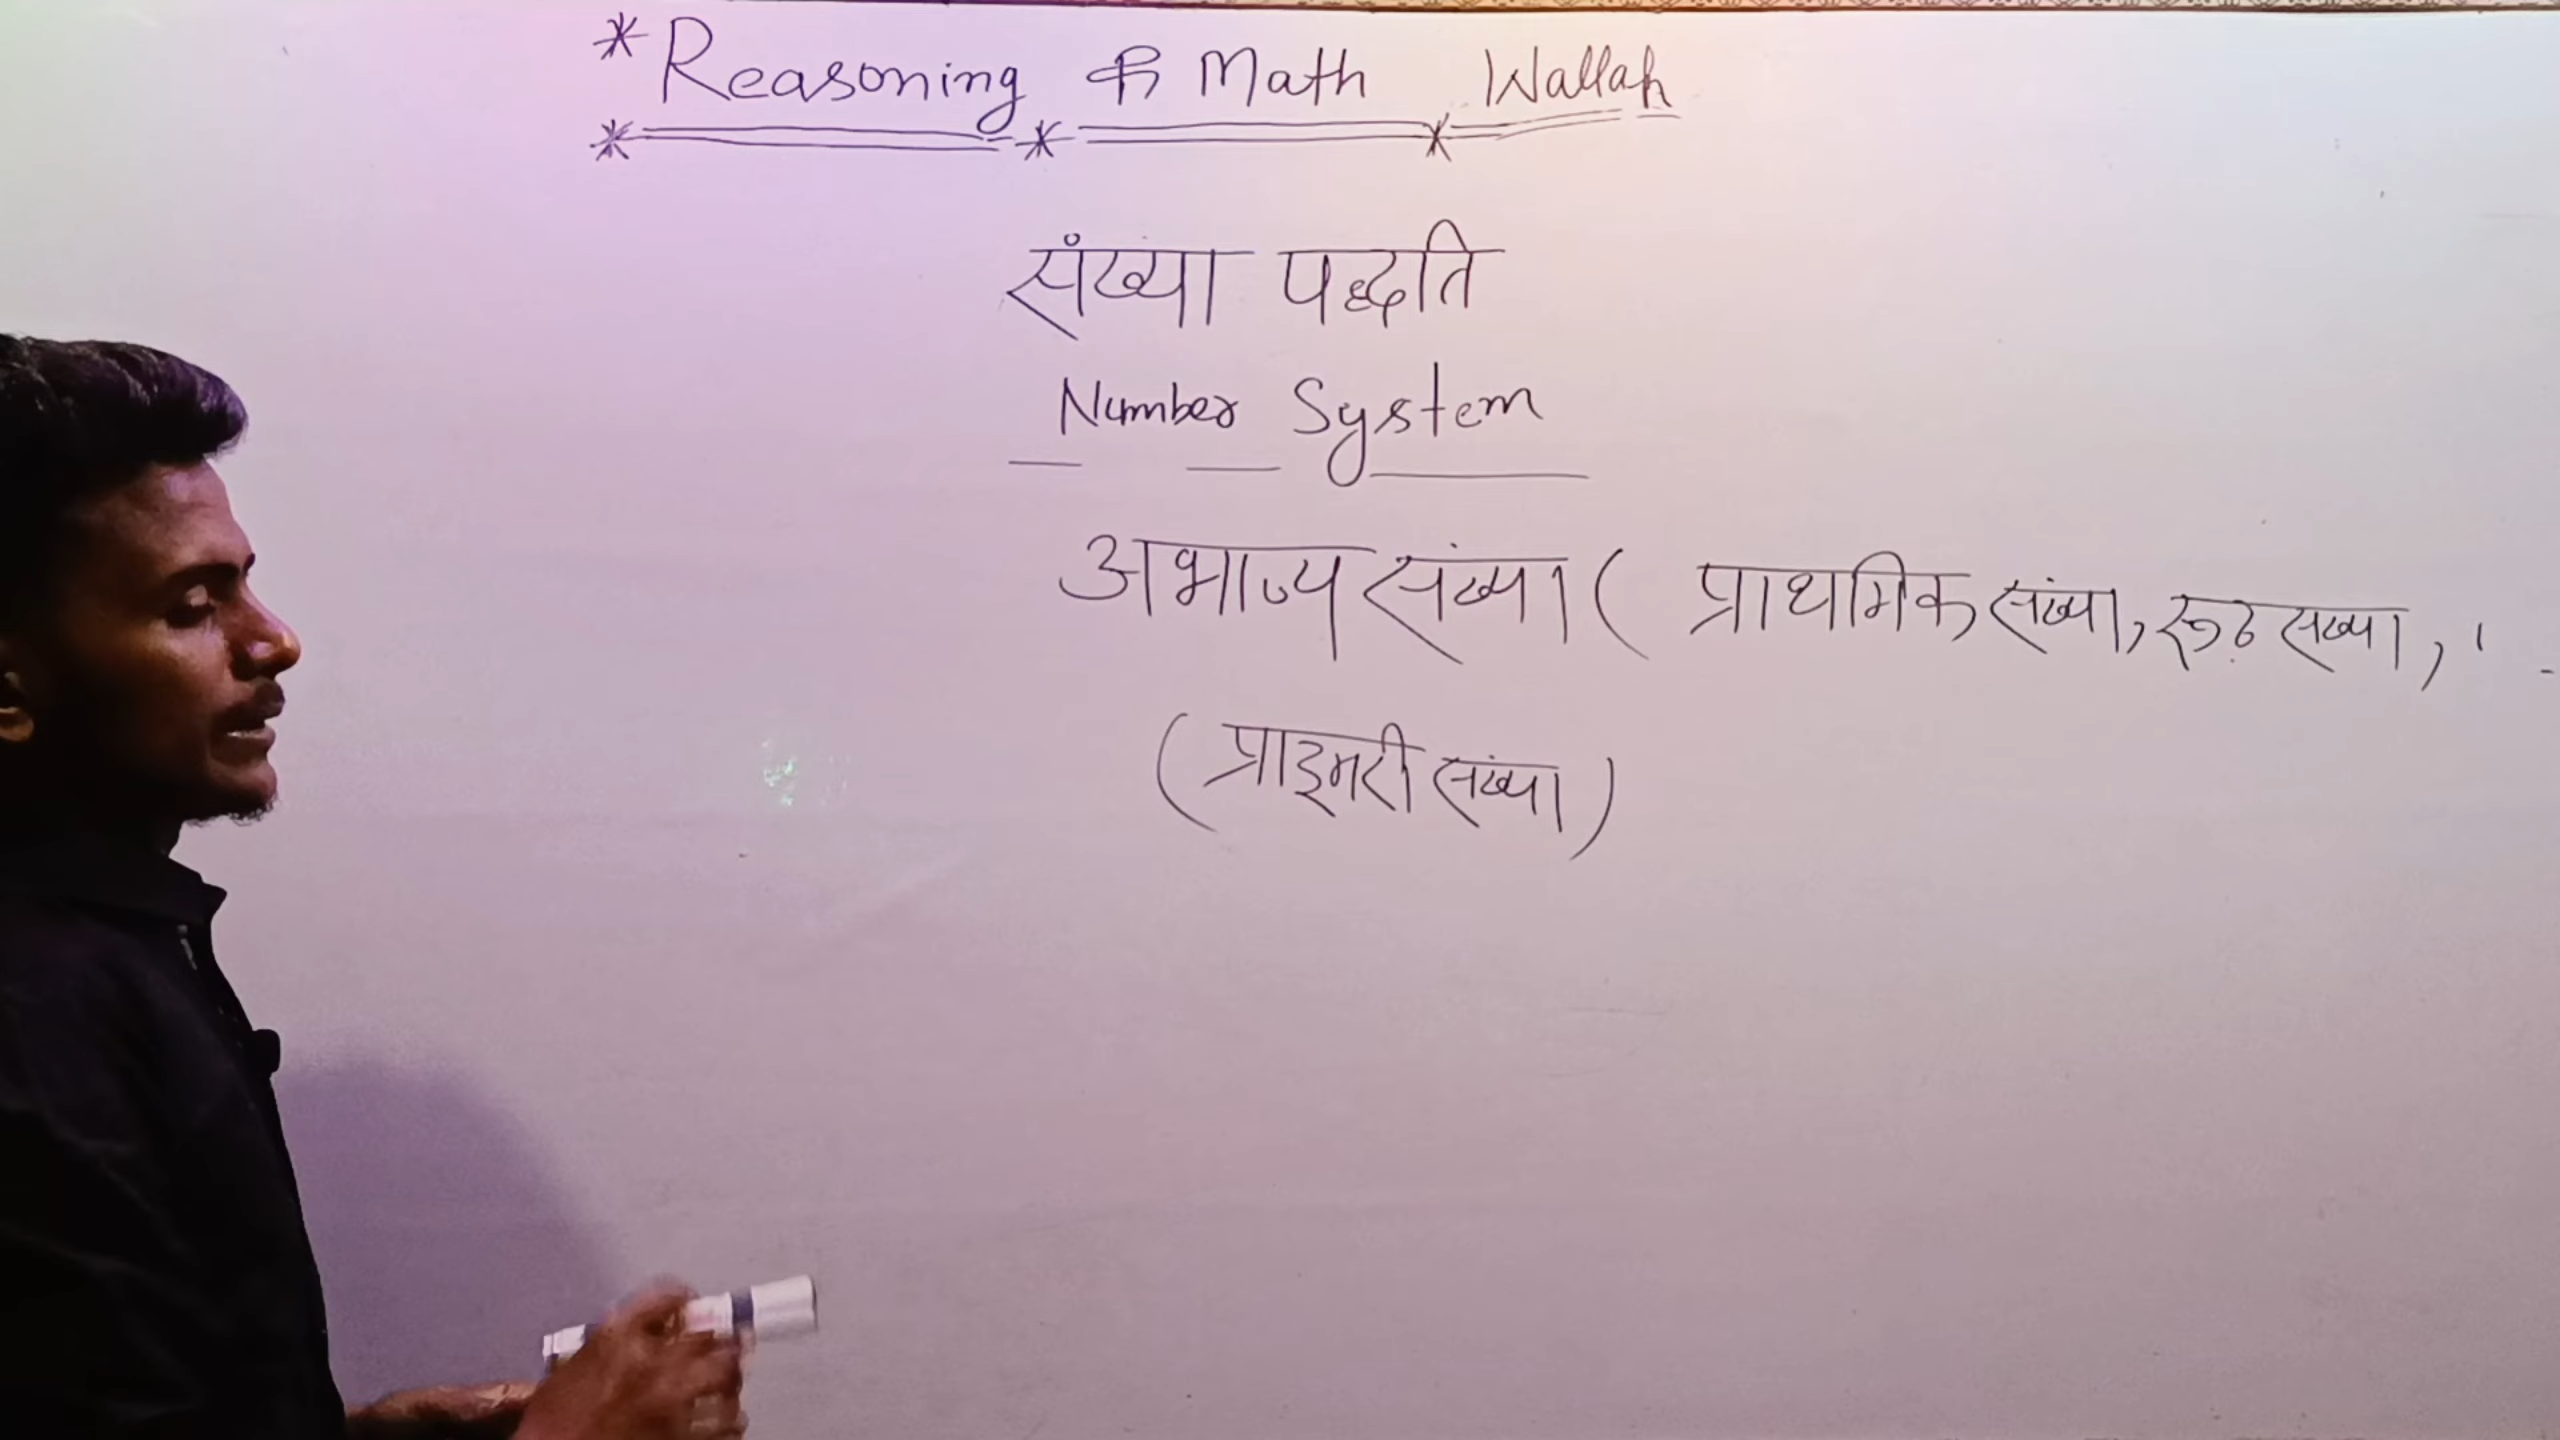 * Reasoning क Math Wallah
संख्या पद्धति
Number System
अभाज्य संख्या ( प्राथमिक संख्या, रूढ़ संख्या,
( प्राइमरी संख्या )